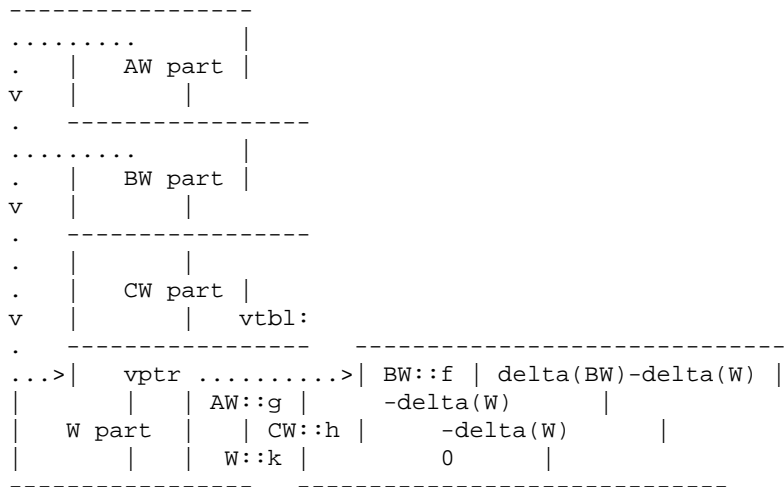 -----------------
.........        |
.   |   AW part |
v   |      |
.   -----------------
.........        |
.   |   BW part |
v   |      |
.   -----------------
.   |      |
.   |   CW part |
v   |      |   vtbl:
.   -----------------   ------------------------------
...>|   vptr ..........>| BW::f | delta(BW)-delta(W) |
|       |   | AW::g |     -delta(W)      |
|   W part  |   | CW::h |     -delta(W)      |
|       |   |  W::k |         0      |
-----------------   ------------------------------